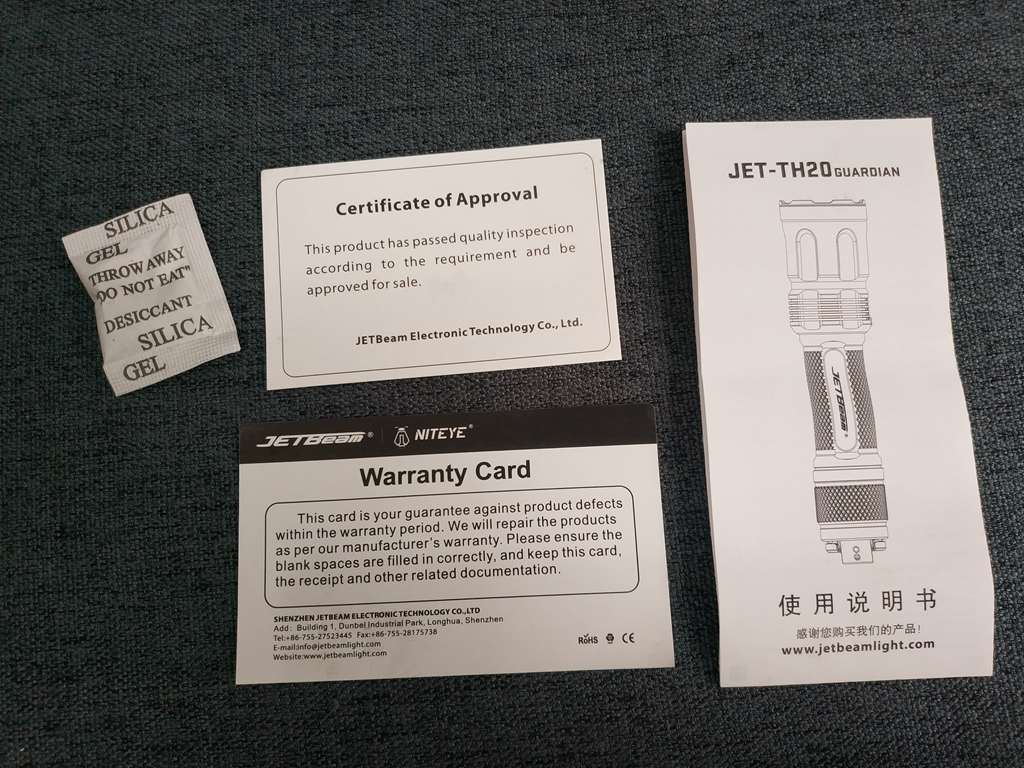 SILICA
GEL
THROW AWAY
"DO NOT EAT"
DESICCANT
SILICA
GEL
Certificate of Approval
This product has passed quality inspection
according to the requirement and be
approved for sale.
JETBeam Electronic Technology Co., Ltd.
JETBeam® NITEYE®
Warranty Card
This card is your guarantee against product defects
within the warranty period. We will repair the products
as per our manufacturer's warranty. Please ensure the
blank spaces are filled in correctly, and keep this card,
the receipt and other related documentation.
SHENZHEN JETBEAM ELECTRONIC TECHNOLOGY CO.,LTD
Add: Building 1, Dunbei Industrial Park, Longhua, Shenzhen
Tel:+86-755-27523445 Fax:+86-755-28175738
E-mail:info@jetbeamlight.com
Website:www.jetbeamlight.com
RoHS CE
JET-TH20 GUARDIAN
JETBeam®
使用说明书
感谢您购买我们的产品!
www.jetbeamlight.com